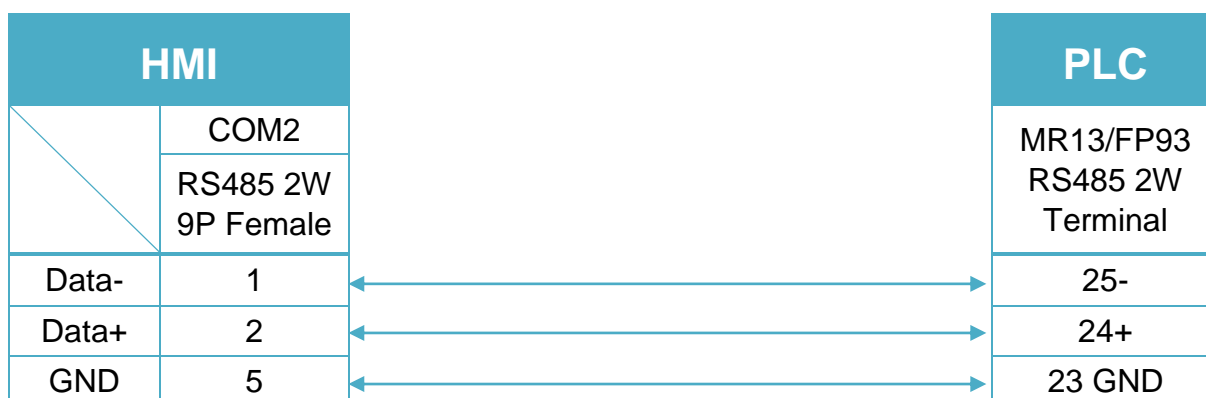 HMI
PLC
COM2
RS485 2W
9P Female
MR13/FP93
RS485 2W
Terminal
Data- 1 25-
Data+ 2 24+
GND 5 23 GND